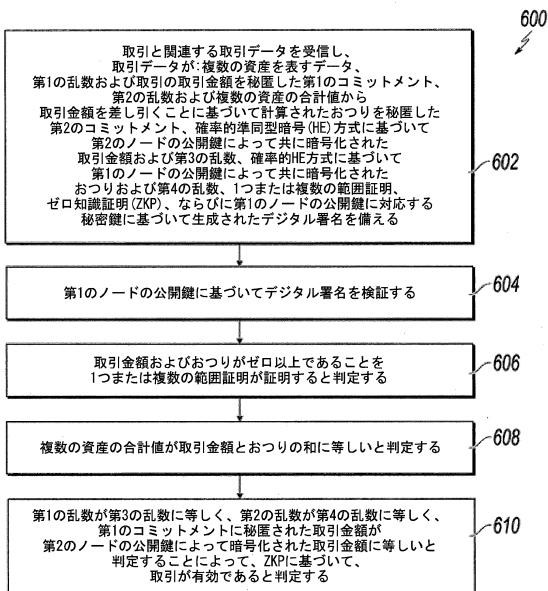 600
取引と関連する取引データを受信し、
取引データが:複数の資産を表すデータ、
第1の乱数および取引の取引金額を秘匿した第1のコミットメント、
第2の乱数および複数の資産の合計値から
取引金額を差し引くことに基づいて計算されたおつりを秘匿した
第2のコミットメント、確率的準同型暗号(HE)方式に基づいて
第2のノードの公開鍵によって共に暗号化された
取引金額および第3の乱数、確率的HE方式に基づいて
第1のノードの公開鍵によって共に暗号化された
おつりおよび第4の乱数、1つまたは複数の範囲証明、
ゼロ知識証明(ZKP)、ならびに第1のノードの公開鍵に対応する
秘密鍵に基づいて生成されたデジタル署名を備える
602
第1のノードの公開鍵に基づいてデジタル署名を検証する
604
取引金額およびおつりがゼロ以上であることを
1つまたは複数の範囲証明が証明すると判定する
606
複数の資産の合計値が取引金額とおつりの和に等しいと判定する
608
第1の乱数が第3の乱数に等しく、第2の乱数が第4の乱数に等しく、
第1のコミットメントに秘匿された取引金額が
第2のノードの公開鍵によって暗号化された取引金額に等しいと
判定することによって、ZKPに基づいて、
取引が有効であると判定する
610